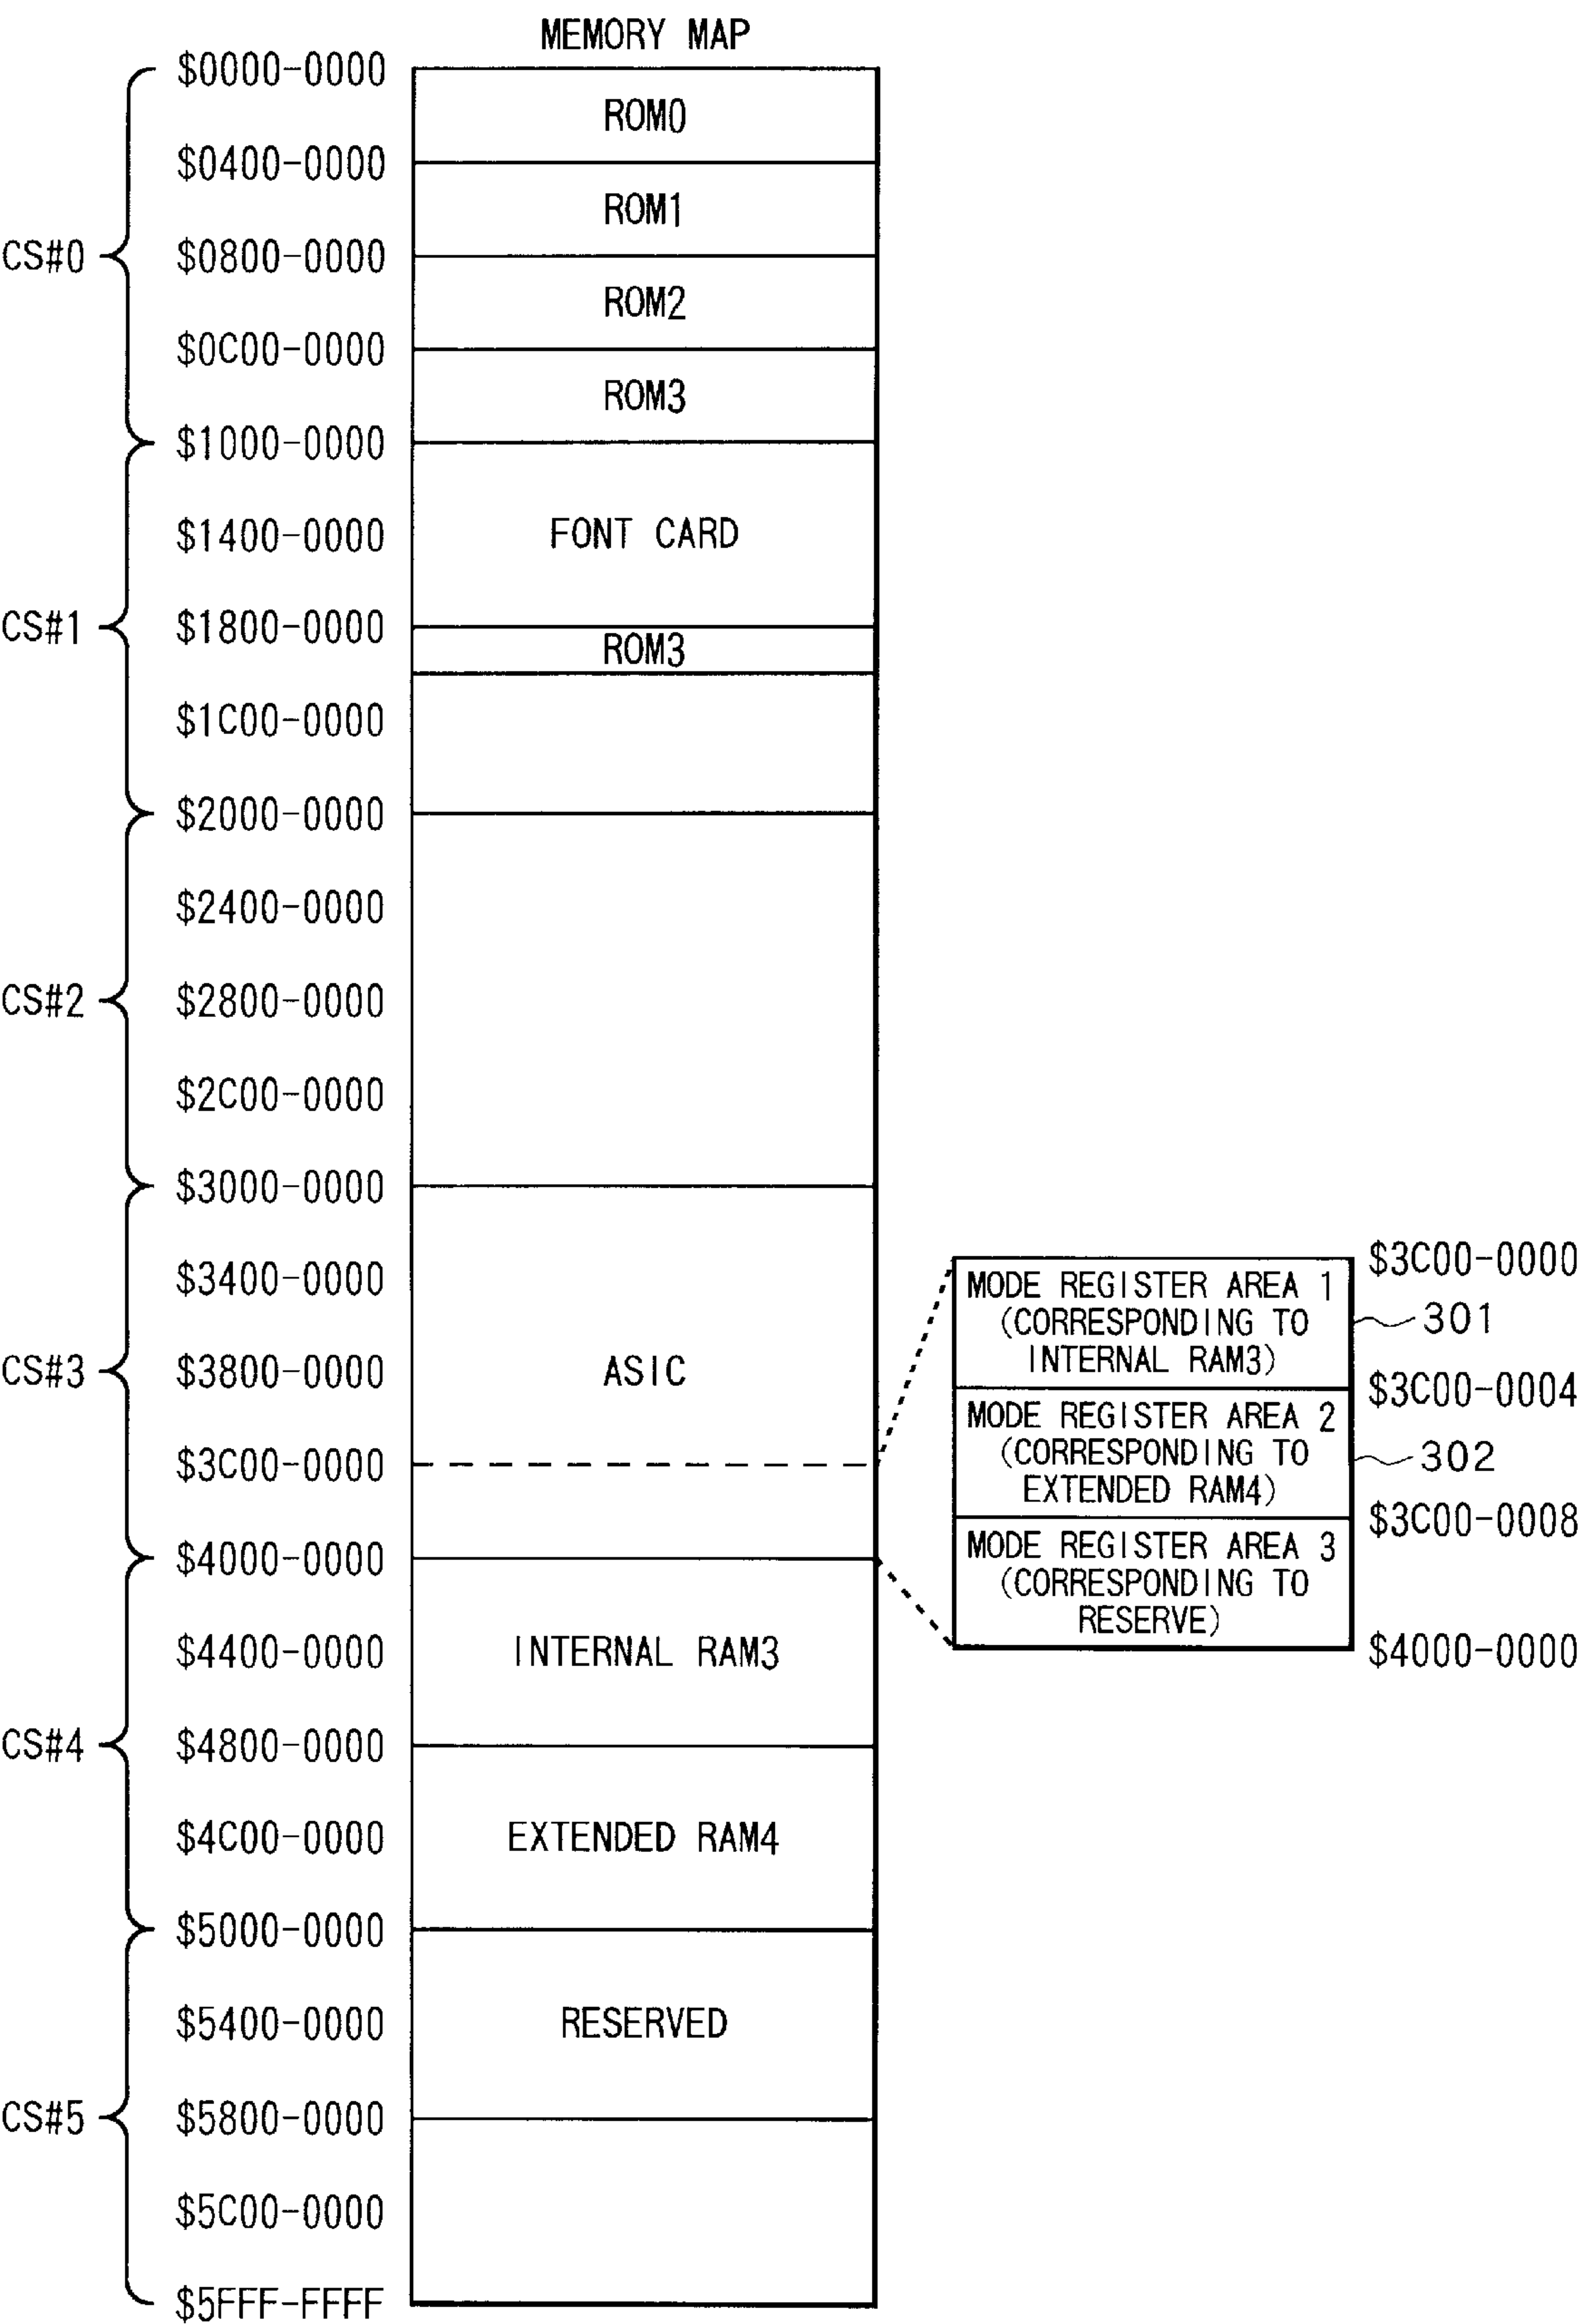 MEMORY MAP
$0000-0000
ROM0
$0400-0000
ROM1
CS#0
$0800-0000
ROM2
$0C00-0000
ROM3
$1000-0000
$1400-0000
FONT CARD
CS#1
$1800-0000
ROM3
$1C00-0000
$2000-0000
$2400-0000
CS#2
$2800-0000
$2C00-0000
$3000-0000
$3400-0000
CS#3
$3800-0000
ASIC
$3C00-0000
$4000-0000
$4400-0000
INTERNAL RAM3
CS#4
$4800-0000
$4C00-0000
EXTENDED RAM4
$5000-0000
$5400-0000
RESERVED
CS#5
$5800-0000
$5C00-0000
$5FFF-FFFF
$3C00-0000
MODE REGISTER AREA 1
(CORRESPONDING TO
INTERNAL RAM3)
301
$3C00-0004
MODE REGISTER AREA 2
(CORRESPONDING TO
EXTENDED RAM4)
302
$3C00-0008
MODE REGISTER AREA 3
(CORRESPONDING TO
RESERVE)
$4000-0000